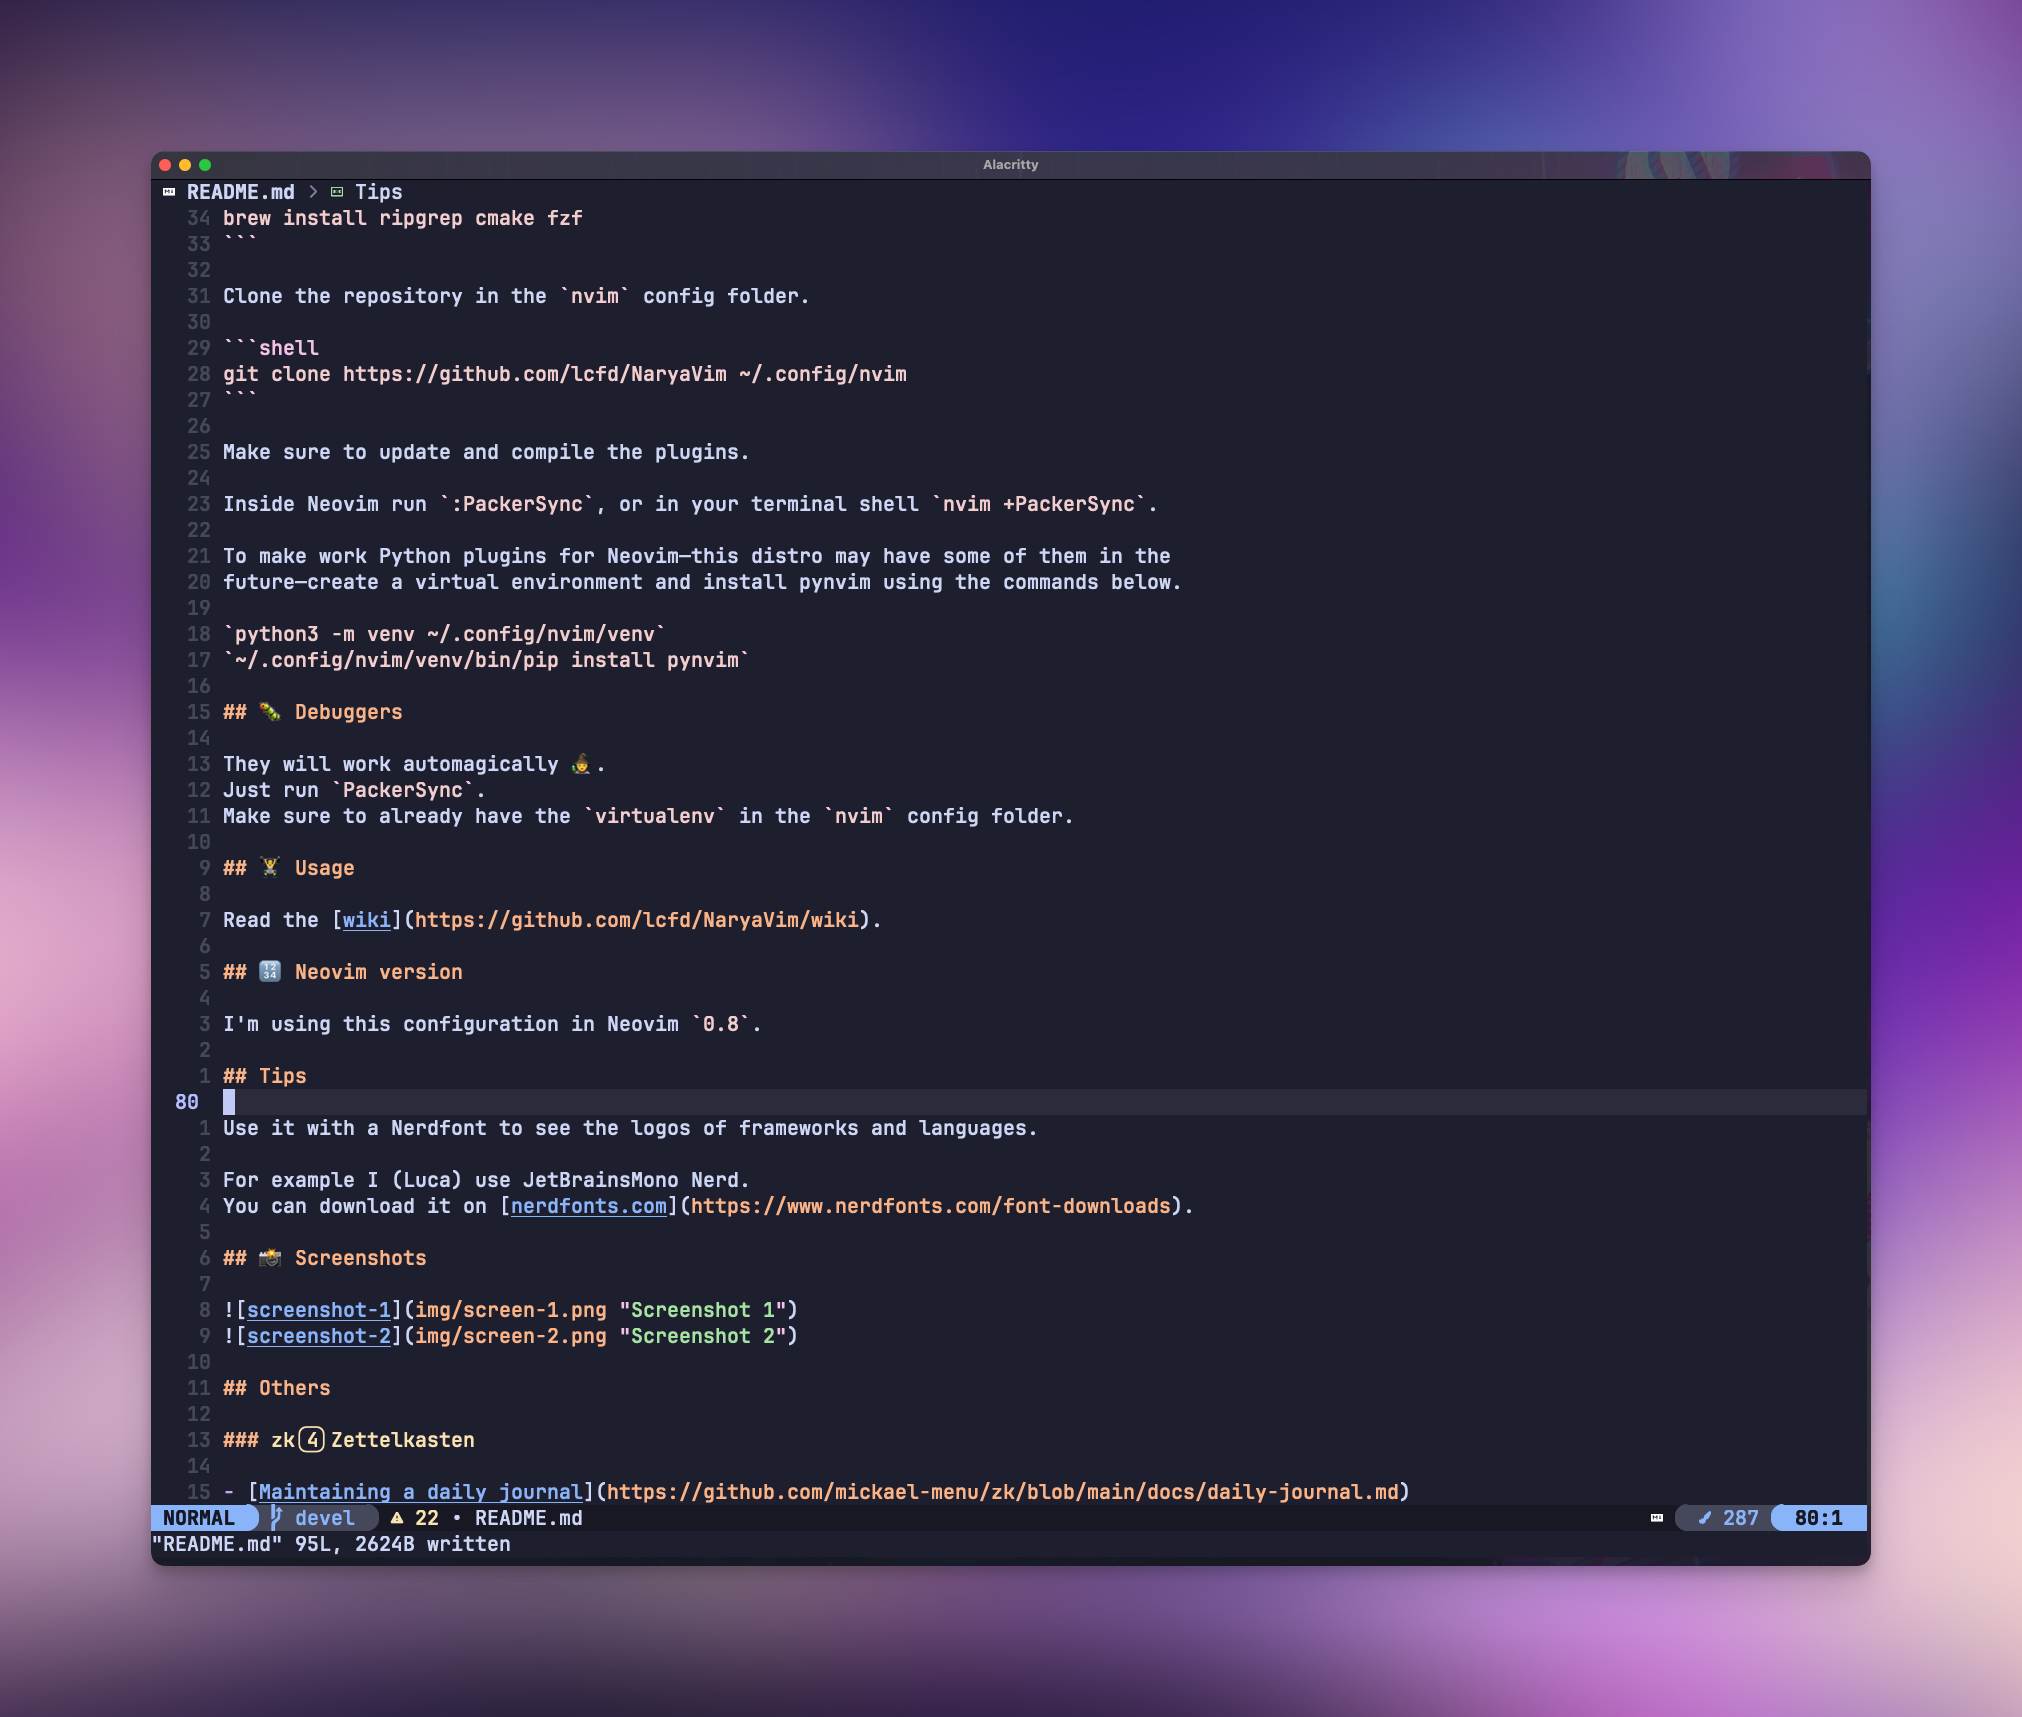 Alacritty
README.md > Tips
34 brew install ripgrep cmake fzf
33 ```
32
31 Clone the repository in the `nvim` config folder.
30
29 ```shell
28 git clone https://github.com/lcfd/NaryaVim ~/.config/nvim
27 ```
26
25 Make sure to update and compile the plugins.
24
23 Inside Neovim run `:PackerSync`, or in your terminal shell `nvim +PackerSync`.
22
21 To make work Python plugins for Neovim—this distro may have some of them in the
20 future—create a virtual environment and install pynvim using the commands below.
19
18 `python3 -m venv ~/.config/nvim/venv`
17 `~/.config/nvim/venv/bin/pip install pynvim`
16
15 ## 🐛 Debuggers
14
13 They will work automagically 🧙.
12 Just run `PackerSync`.
11 Make sure to already have the `virtualenv` in the `nvim` config folder.
10
9 ## 🏋 Usage
8
7 Read the [wiki](https://github.com/lcfd/NaryaVim/wiki).
6
5 ## 🔢 Neovim version
4
3 I'm using this configuration in Neovim `0.8`.
2
1 ## Tips
80
1 Use it with a Nerdfont to see the logos of frameworks and languages.
2
3 For example I (Luca) use JetBrainsMono Nerd.
4 You can download it on [nerdfonts.com](https://www.nerdfonts.com/font-downloads).
5
6 ## 📸 Screenshots
7
8 ![screenshot-1](img/screen-1.png "Screenshot 1")
9 ![screenshot-2](img/screen-2.png "Screenshot 2")
10
11 ## Others
12
13 ### zk 4 Zettelkasten
14
15 - [Maintaining a daily journal](https://github.com/mickael-menu/zk/blob/main/docs/daily-journal.md)
NORMAL devel 22 • README.md 287 80:1
"README.md" 95L, 2624B written